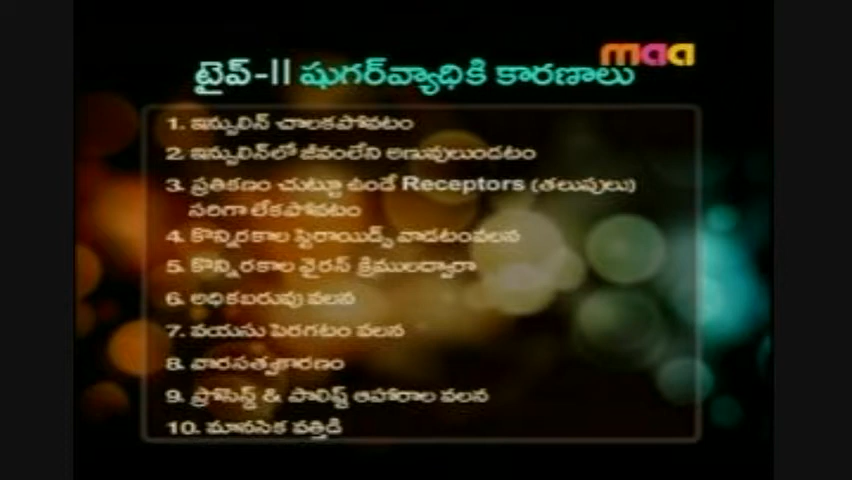 maa
టైప్-II షుగర్‌వ్యాధికి కారణాలు
1. ఇన్సులిన్ చాలకపోవటం
2. ఇన్సులిన్‌లో జీవంలేని అణువులుండటం
3. ప్రతికణం చుట్టూ ఉండే Receptors (తలుపులు)
సరిగా లేకపోవటం
4. కొన్నిరకాల స్టెరాయిడ్స్ వాడటంవలన
5. కొన్నిరకాల వైరస్ క్రిములద్వారా
6. అధికబరువు వలన
7. వయసు పెరగటం వలన
8. వారసత్వకారణం
9. ప్రోసెస్డ్ & పాలిష్డ్ ఆహారాల వలన
10. మానసిక వత్తిడి